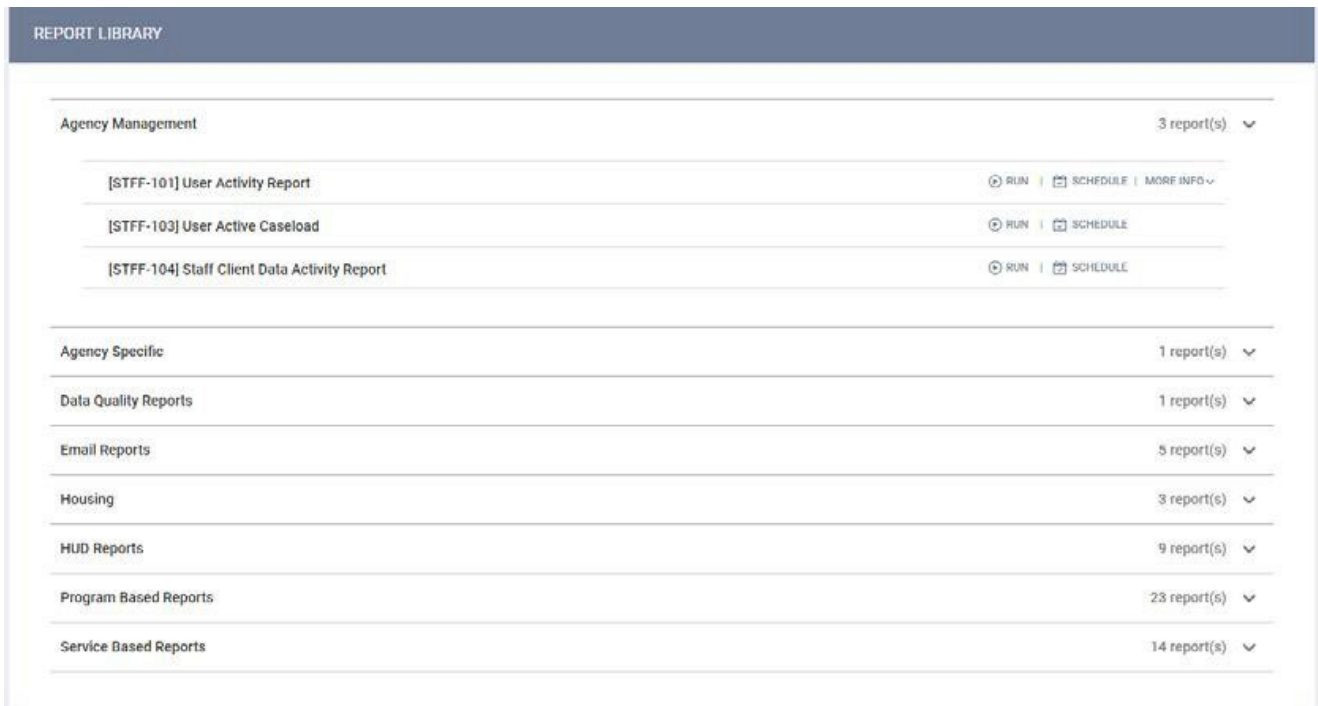 REPORT LIBRARY
Agency Management 3 report(s)
[STFF-101] User Activity Report RUN | SCHEDULE | MORE INFO
[STFF-103] User Active Caseload RUN | SCHEDULE
[STFF-104] Staff Client Data Activity Report RUN | SCHEDULE
Agency Specific 1 report(s)
Data Quality Reports 1 report(s)
Email Reports 5 report(s)
Housing 3 report(s)
HUD Reports 9 report(s)
Program Based Reports 23 report(s)
Service Based Reports 14 report(s)